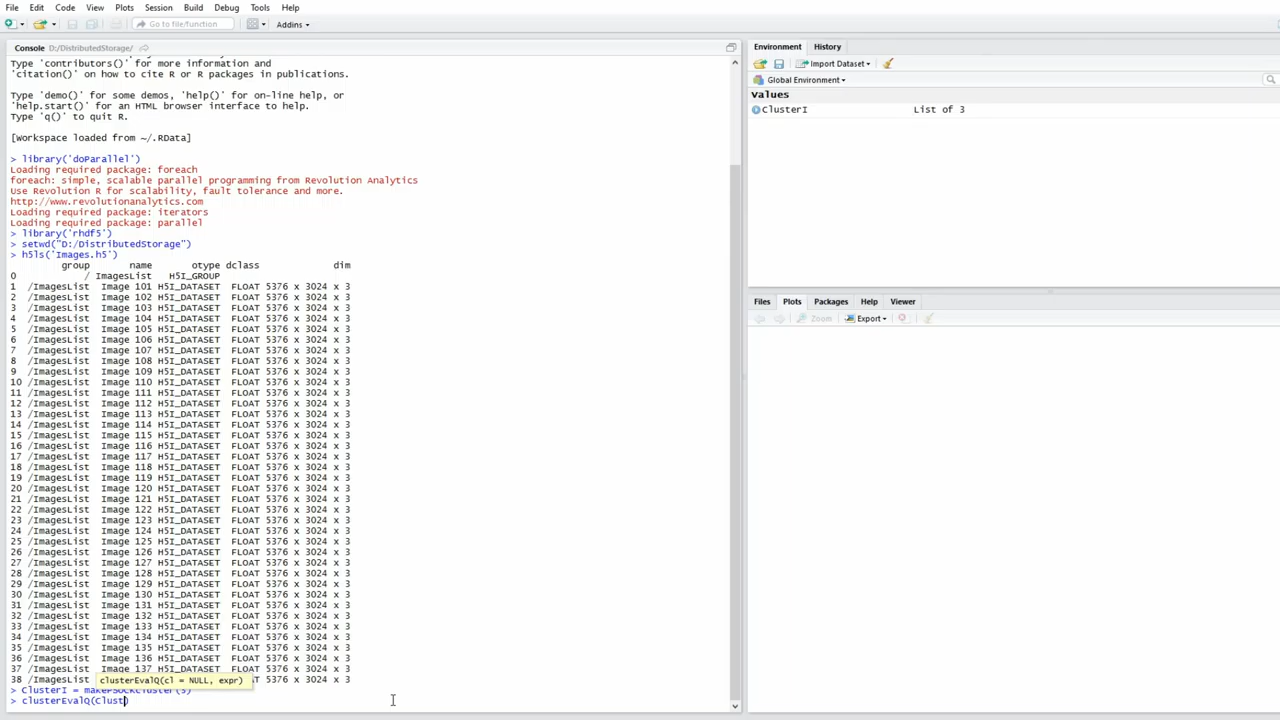 File Edit Code View Plots Session Build Debug Tools Help
Go to file/function Addins
Console D:/DistributedStorage/
Type 'contributors()' for more information and
'citation()' on how to cite R or R packages in publications.
Type 'demo()' for some demos, 'help()' for on-line help, or
'help.start()' for an HTML browser interface to help.
Type 'q()' to quit R.
[Workspace loaded from ~/.RData]
> library('doParallel')
Loading required package: foreach
foreach: simple, scalable parallel programming from Revolution Analytics
Use Revolution R for scalability, fault tolerance and more.
http://www.revolutionanalytics.com
Loading required package: iterators
Loading required package: parallel
> library('rhdf5')
> setwd("D:/DistributedStorage")
> h5ls('Images.h5')
group name otype dclass dim
0 / ImagesList H5I_GROUP
1 /ImagesList Image 101 H5I_DATASET FLOAT 5376 x 3024 x 3
2 /ImagesList Image 102 H5I_DATASET FLOAT 5376 x 3024 x 3
3 /ImagesList Image 103 H5I_DATASET FLOAT 5376 x 3024 x 3
4 /ImagesList Image 104 H5I_DATASET FLOAT 5376 x 3024 x 3
5 /ImagesList Image 105 H5I_DATASET FLOAT 5376 x 3024 x 3
6 /ImagesList Image 106 H5I_DATASET FLOAT 5376 x 3024 x 3
7 /ImagesList Image 107 H5I_DATASET FLOAT 5376 x 3024 x 3
8 /ImagesList Image 108 H5I_DATASET FLOAT 5376 x 3024 x 3
9 /ImagesList Image 109 H5I_DATASET FLOAT 5376 x 3024 x 3
10 /ImagesList Image 110 H5I_DATASET FLOAT 5376 x 3024 x 3
11 /ImagesList Image 111 H5I_DATASET FLOAT 5376 x 3024 x 3
12 /ImagesList Image 112 H5I_DATASET FLOAT 5376 x 3024 x 3
13 /ImagesList Image 113 H5I_DATASET FLOAT 5376 x 3024 x 3
14 /ImagesList Image 114 H5I_DATASET FLOAT 5376 x 3024 x 3
15 /ImagesList Image 115 H5I_DATASET FLOAT 5376 x 3024 x 3
16 /ImagesList Image 116 H5I_DATASET FLOAT 5376 x 3024 x 3
17 /ImagesList Image 117 H5I_DATASET FLOAT 5376 x 3024 x 3
18 /ImagesList Image 118 H5I_DATASET FLOAT 5376 x 3024 x 3
19 /ImagesList Image 119 H5I_DATASET FLOAT 5376 x 3024 x 3
20 /ImagesList Image 120 H5I_DATASET FLOAT 5376 x 3024 x 3
21 /ImagesList Image 121 H5I_DATASET FLOAT 5376 x 3024 x 3
22 /ImagesList Image 122 H5I_DATASET FLOAT 5376 x 3024 x 3
23 /ImagesList Image 123 H5I_DATASET FLOAT 5376 x 3024 x 3
24 /ImagesList Image 124 H5I_DATASET FLOAT 5376 x 3024 x 3
25 /ImagesList Image 125 H5I_DATASET FLOAT 5376 x 3024 x 3
26 /ImagesList Image 126 H5I_DATASET FLOAT 5376 x 3024 x 3
27 /ImagesList Image 127 H5I_DATASET FLOAT 5376 x 3024 x 3
28 /ImagesList Image 128 H5I_DATASET FLOAT 5376 x 3024 x 3
29 /ImagesList Image 129 H5I_DATASET FLOAT 5376 x 3024 x 3
30 /ImagesList Image 130 H5I_DATASET FLOAT 5376 x 3024 x 3
31 /ImagesList Image 131 H5I_DATASET FLOAT 5376 x 3024 x 3
32 /ImagesList Image 132 H5I_DATASET FLOAT 5376 x 3024 x 3
33 /ImagesList Image 133 H5I_DATASET FLOAT 5376 x 3024 x 3
34 /ImagesList Image 134 H5I_DATASET FLOAT 5376 x 3024 x 3
35 /ImagesList Image 135 H5I_DATASET FLOAT 5376 x 3024 x 3
36 /ImagesList Image 136 H5I_DATASET FLOAT 5376 x 3024 x 3
37 /ImagesList Image 137 H5I_DATASET FLOAT 5376 x 3024 x 3
38 /ImagesList 5376 x 3024 x 3
clusterEvalQ(cl = NULL, expr)
> ClusterI = makePSOCKcluster(3)
> clusterEvalQ(Clust)
Environment History
Import Dataset
Global Environment
Values
ClusterI List of 3
Files Plots Packages Help Viewer
Zoom Export